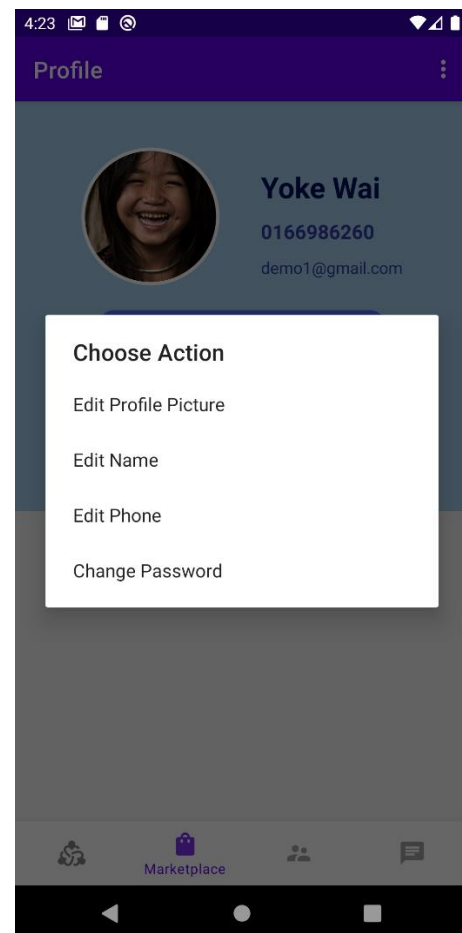 4:23
Profile
Yoke Wai
0166986260
demo1@gmail.com
Choose Action
Edit Profile Picture
Edit Name
Edit Phone
Change Password
Marketplace